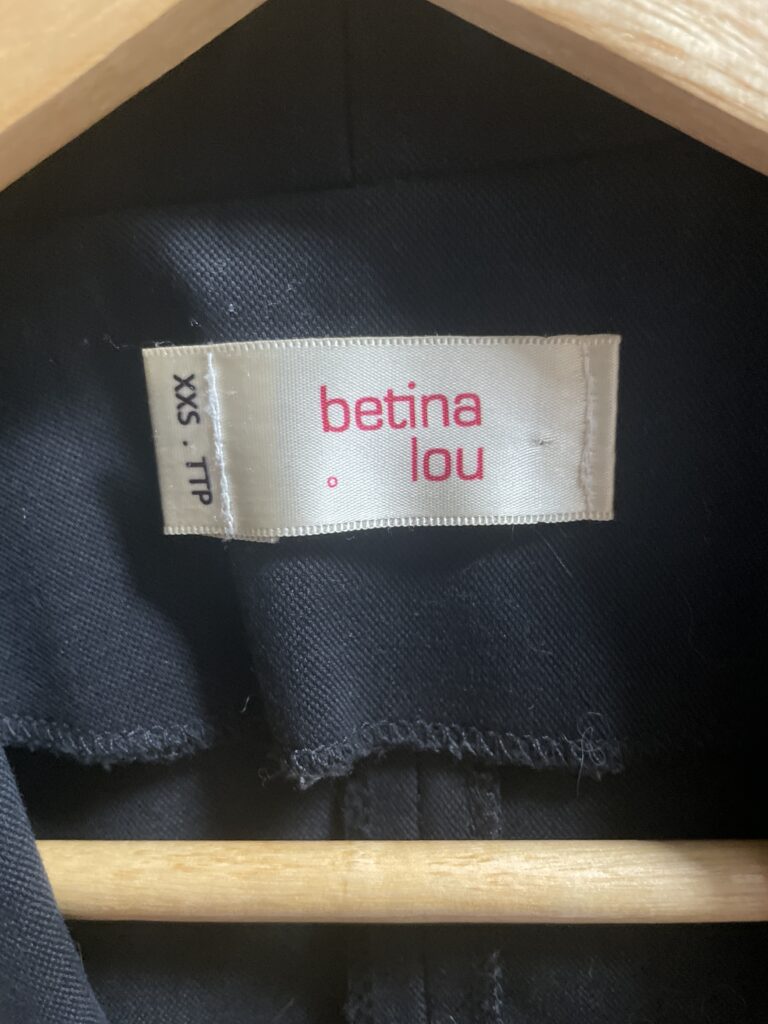 XXS . TTP
betina
lou